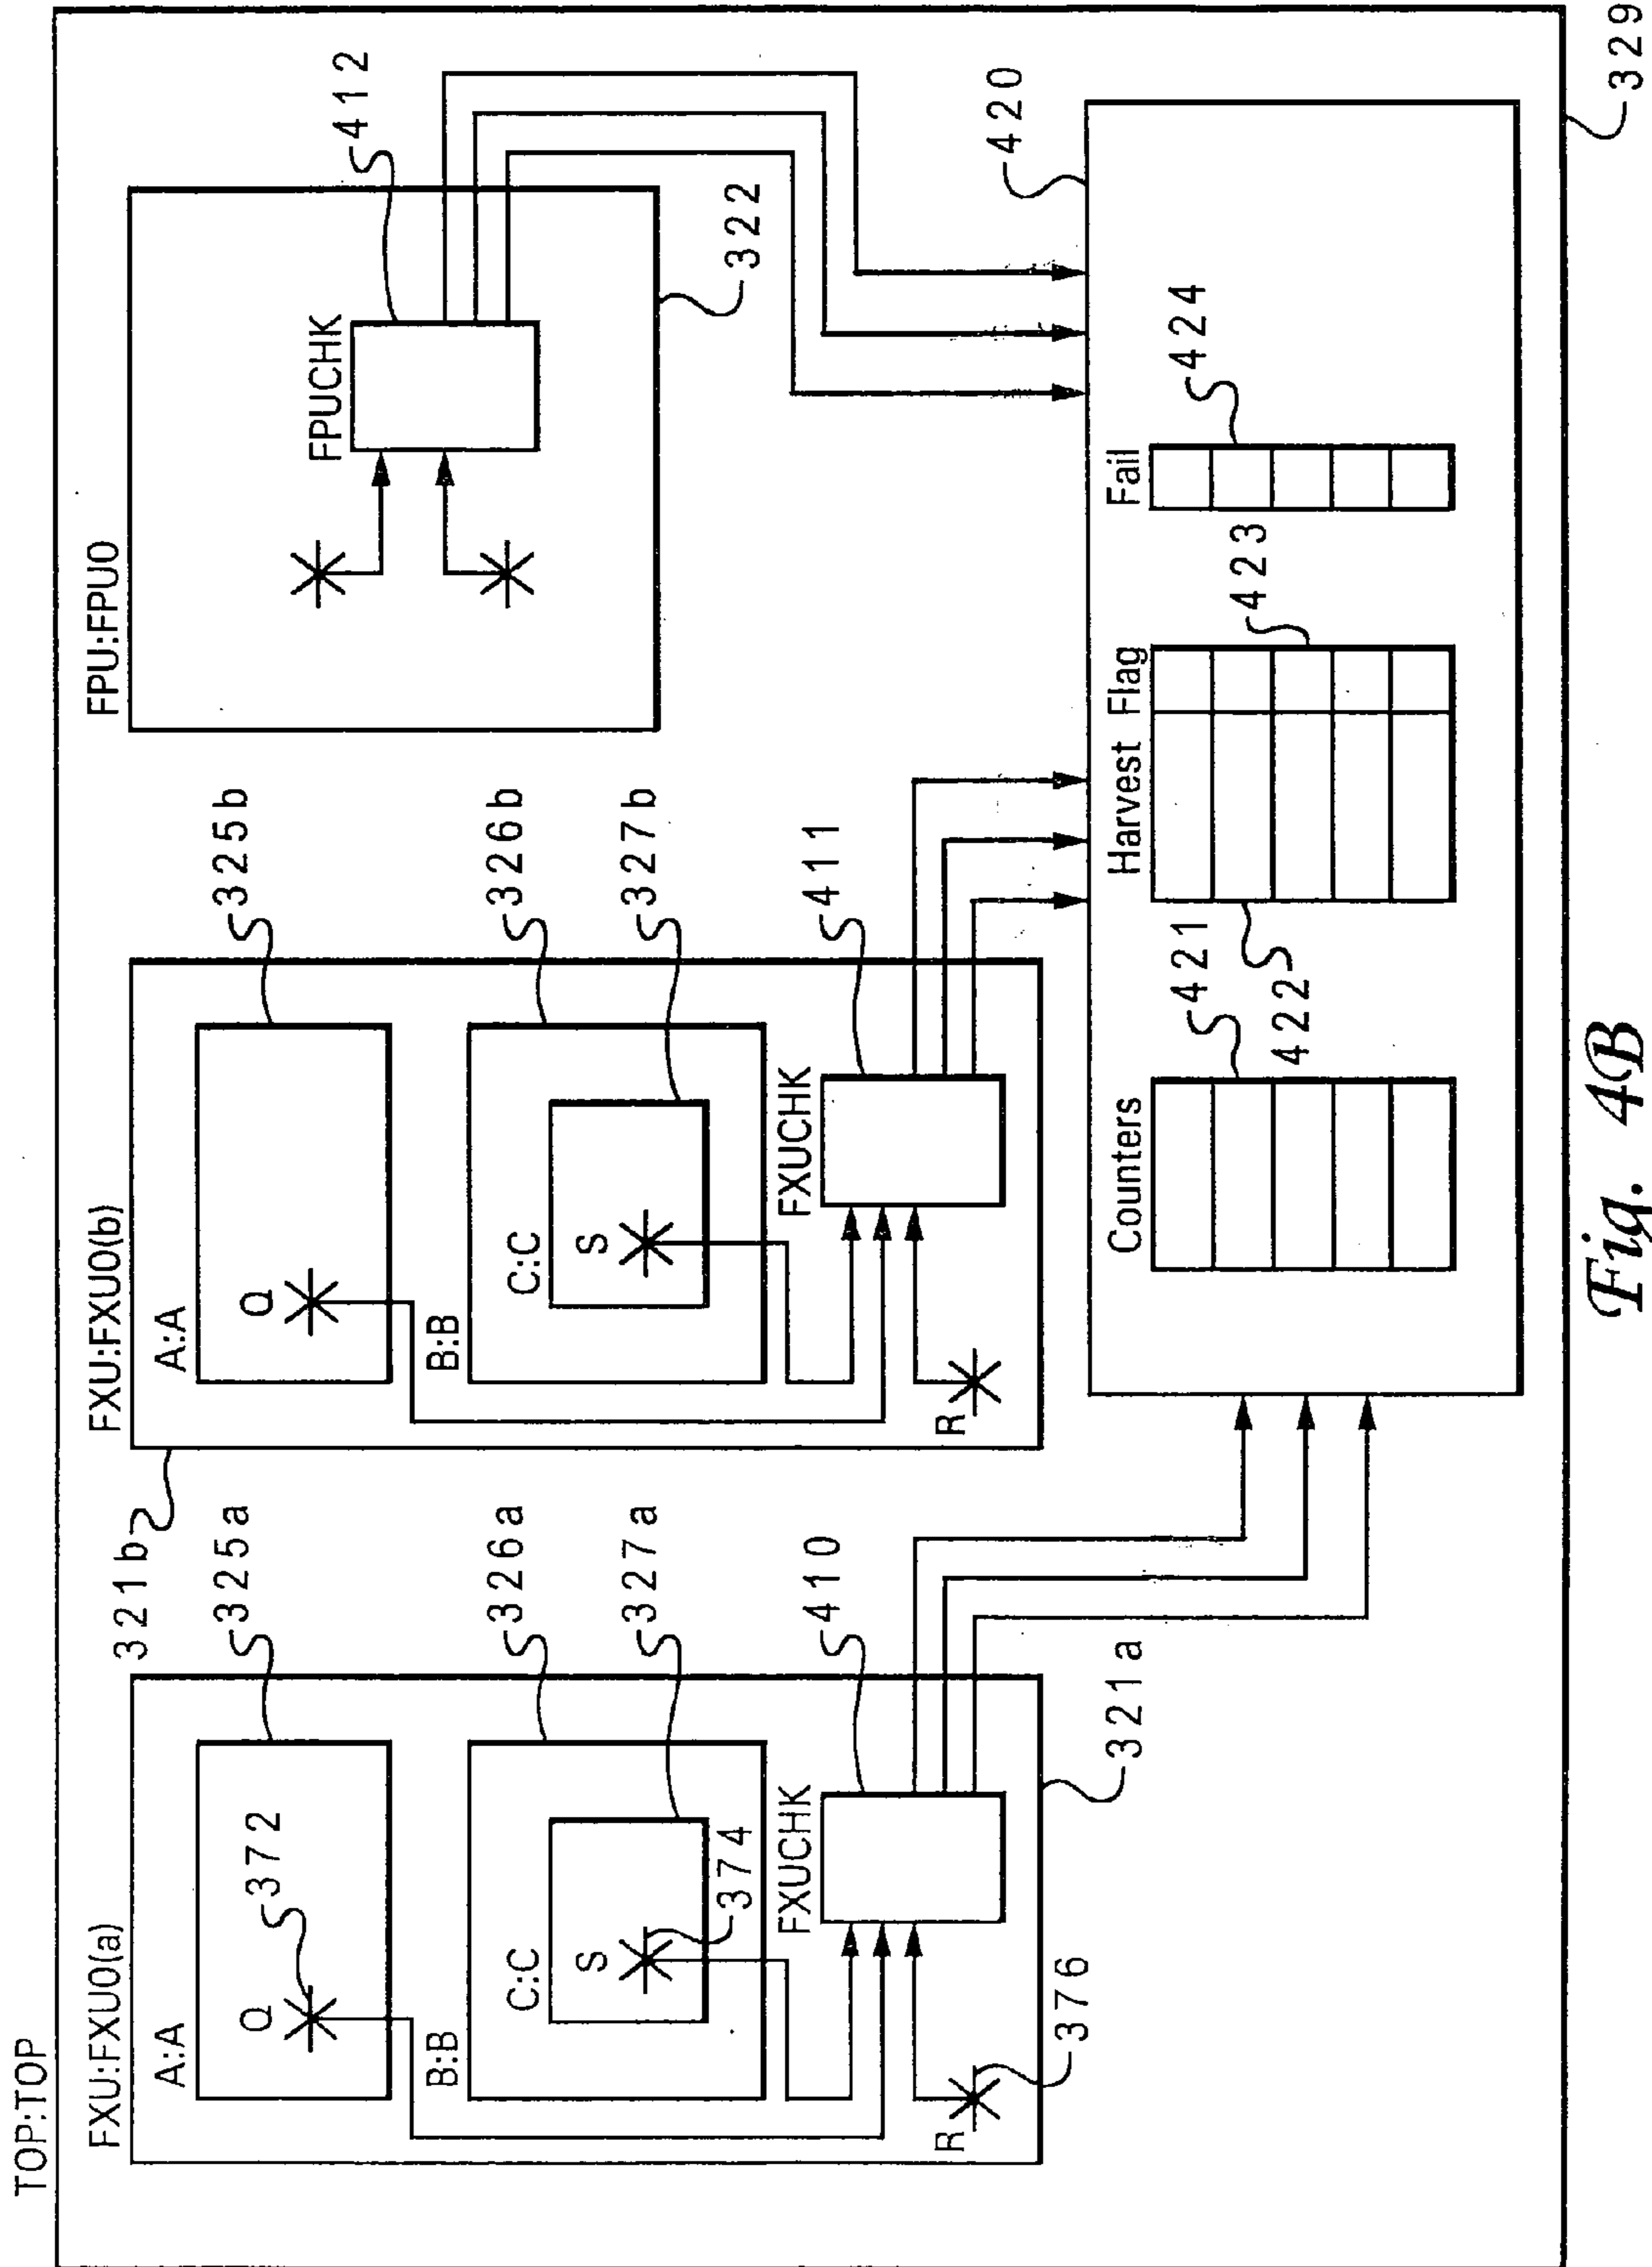 TOP:TOP
FXU:FXU0(a)
A:A
Q
372
325a
B:B
C:C
S
374
326a
327a
FXUCHK
410
R
376
321a
321b
FXU:FXU0(b)
A:A
Q
325b
B:B
C:C
S
326b
327b
FXUCHK
411
R
FPU:FPU0
FPUCHK
412
322
420
Counters
421
Harvest Flag
422
423
Fail
424
329
Fig. 4B